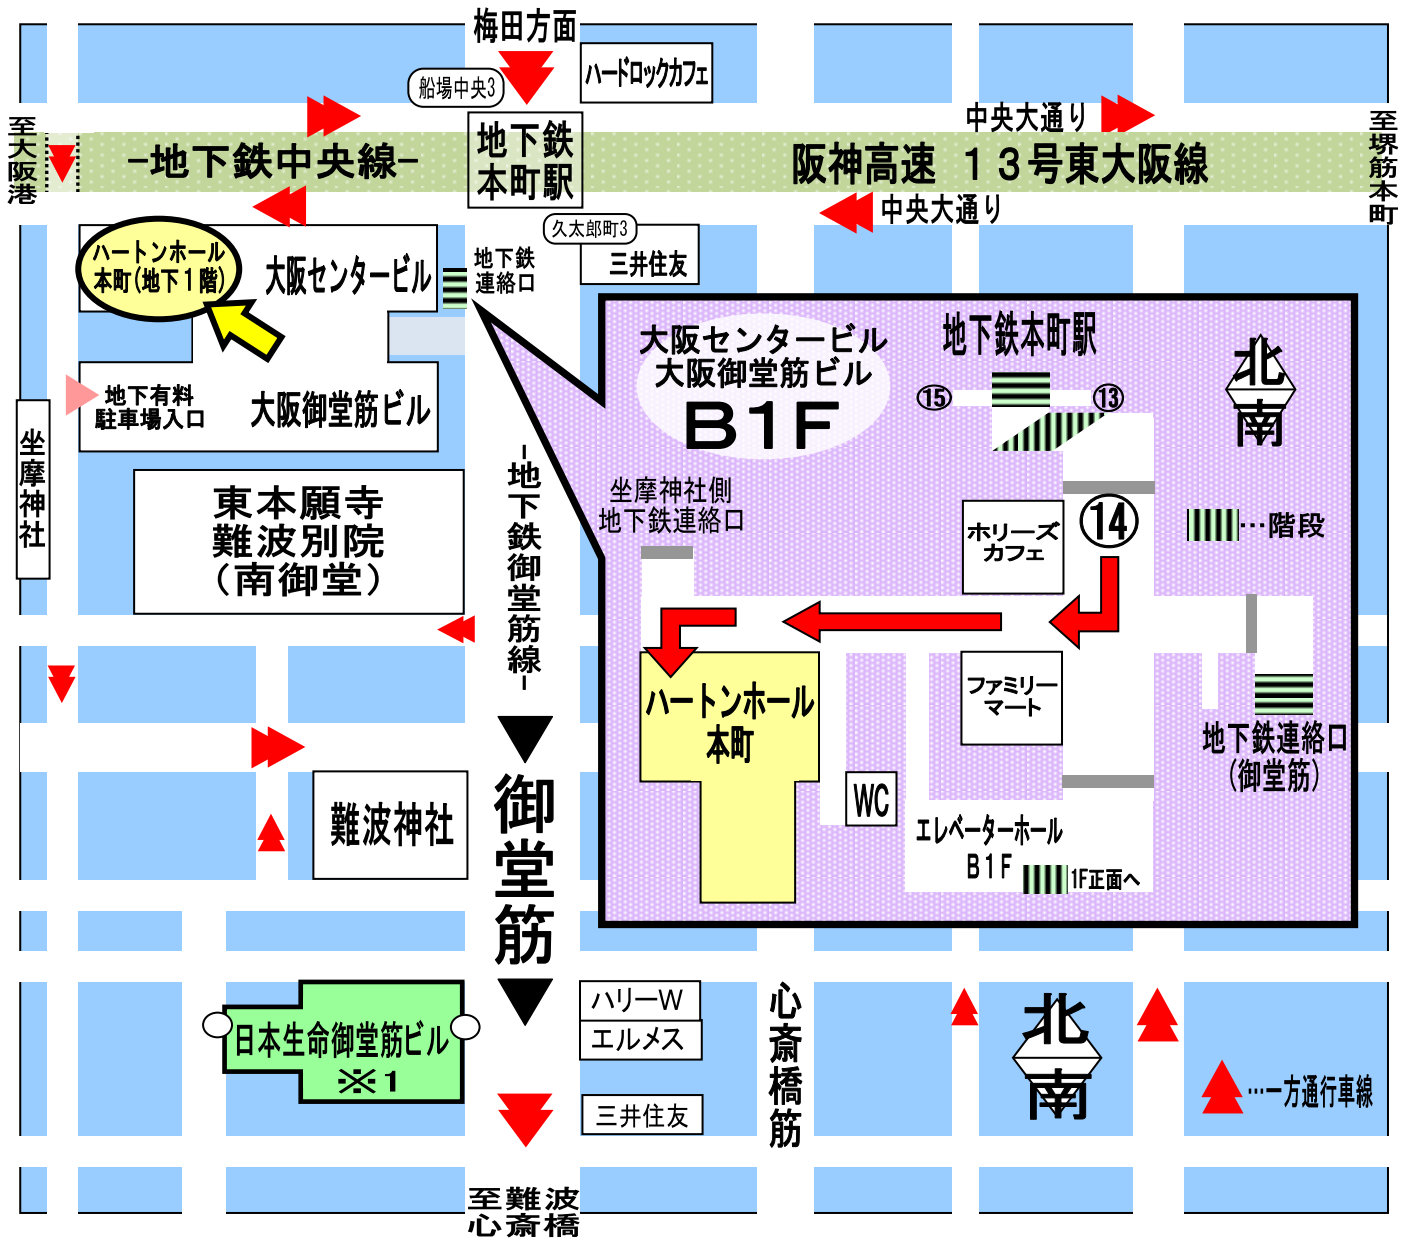 梅田方面
ハードロックカフェ
船場中央3
至大阪港
-地下鉄中央線-
地下鉄
本町駅
中央大通り
阪神高速 13号東大阪線
中央大通り
至堺筋本町
ハートンホール
本町(地下1階)
大阪センタービル
地下鉄
連絡口
久太郎町3
三井住友
地下有料
駐車場入口
大阪御堂筋ビル
坐摩神社
東本願寺
難波別院
(南御堂)
-地下鉄御堂筋線-
大阪センタービル
大阪御堂筋ビル
B1F
地下鉄本町駅
⑮
⑬
北
南
坐摩神社側
地下鉄連絡口
ホリーズ
カフェ
⑭
…階段
ハートンホール
本町
ファミリー
マート
地下鉄連絡口
(御堂筋)
WC
エレベーターホール
B1F
1F正面へ
難波神社
御堂筋
日本生命御堂筋ビル
※1
ハリーW
エルメス
三井住友
心斎橋筋
北
南
…一方通行車線
至難波
心斎橋